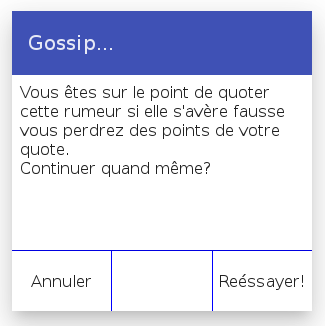 Gossip...
Vous êtes sur le point de quoter
cette rumeur si elle s'avère fausse
vous perdrez des points de votre
quote.
Continuer quand même?
Annuler
Reéssayer!